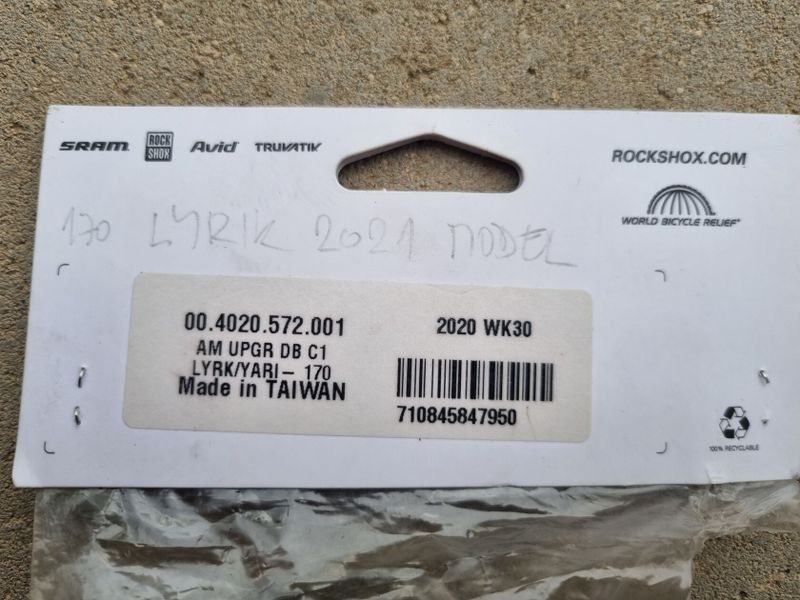 SRAM ROCK SHOX Avid TRUVATIV
ROCKSHOX.COM
WORLD BICYCLE RELIEF
170 LYRIK 2021 MODEL
00.4020.572.001
AM UPGR DB C1
LYRK/YARI- 170
Made in TAIWAN
2020 WK30
710845847950
100% RECYCLABLE